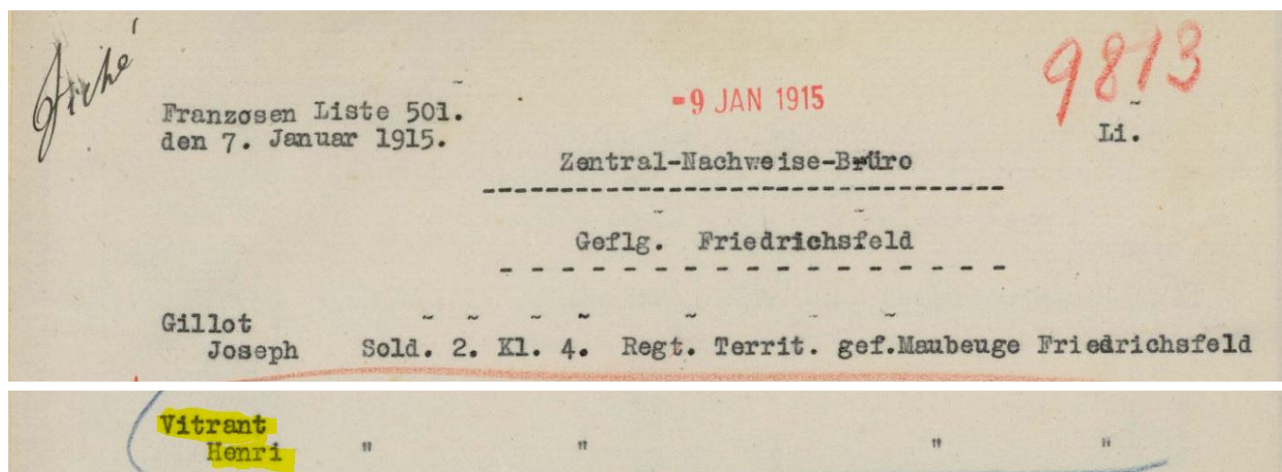 Fiché
9813
-9 JAN 1915
Franzosen Liste 501.
Li.
den 7. Januar 1915.
Zentral-Nachweise-Büro
Geflg. Friedrichsfeld
Gillot
Joseph Sold. 2. Kl. 4. Regt. Territ. gef.Maubeuge Friedrichsfeld
Vitrant
Henri " " " "